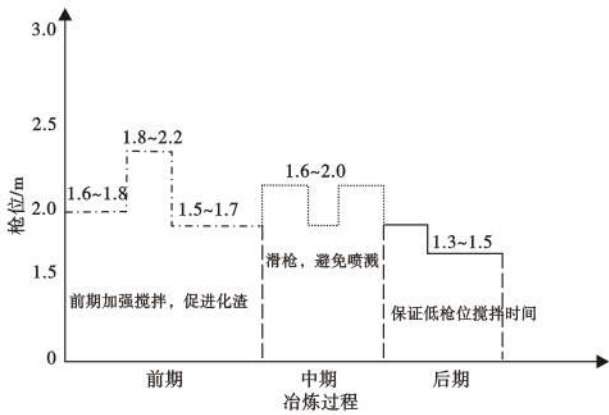 3.0
2.5
2.0
1.5
0
枪位/m
1.6~1.8
1.8~2.2
1.5~1.7
1.6~2.0
1.3~1.5
前期加强搅拌，促进化渣
滑枪，避免喷溅
保证低枪位搅拌时间
前期
中期
后期
冶炼过程